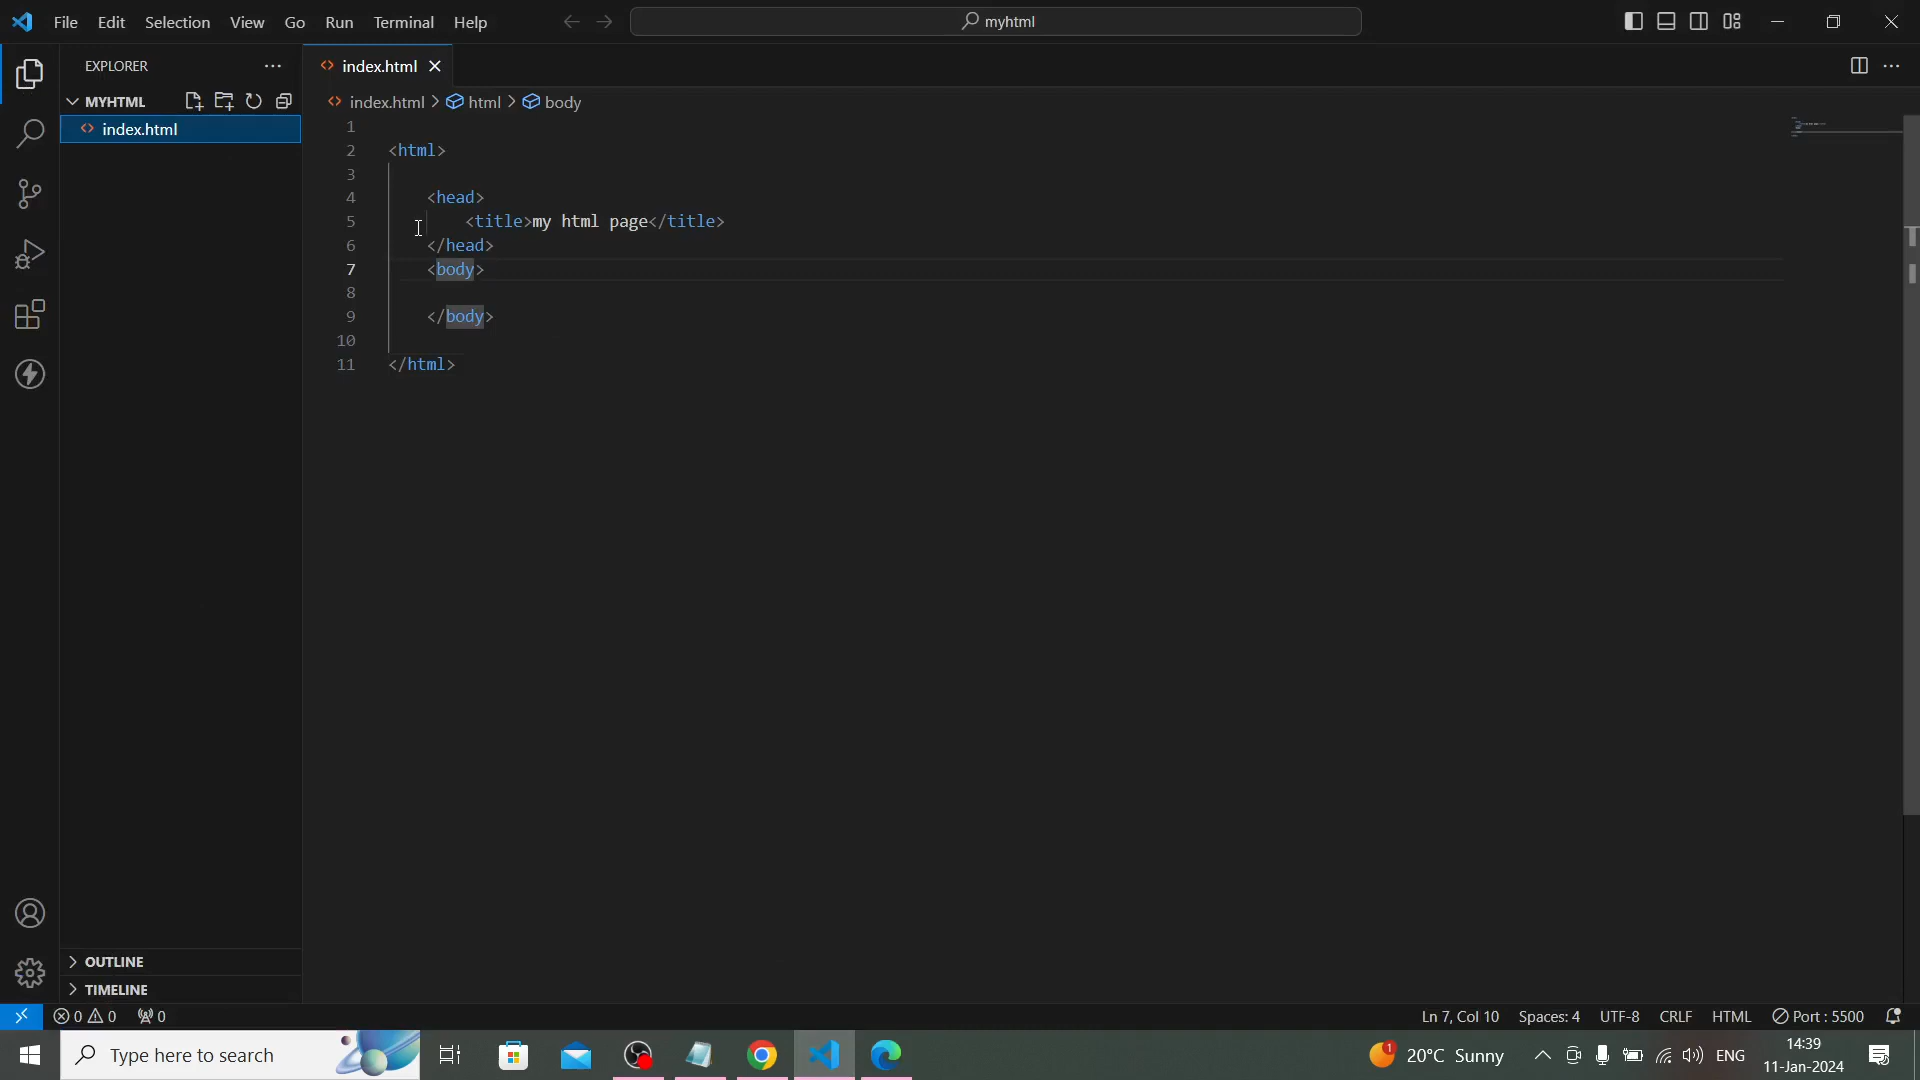 File Edit Selection View Go Run Terminal Help
myhtml
EXPLORER
index.html
MYHTML
index.html
index.html > html > body
1
2 <html>
3
4 <head>
5 <title>my html page</title>
6 </head>
7 <body>
8
9 </body>
10
11 </html>
OUTLINE
TIMELINE
0 0 0
Ln 7, Col 10 Spaces: 4 UTF-8 CRLF HTML Port : 5500
Type here to search
1 20°C Sunny
ENG
14:39
11-Jan-2024